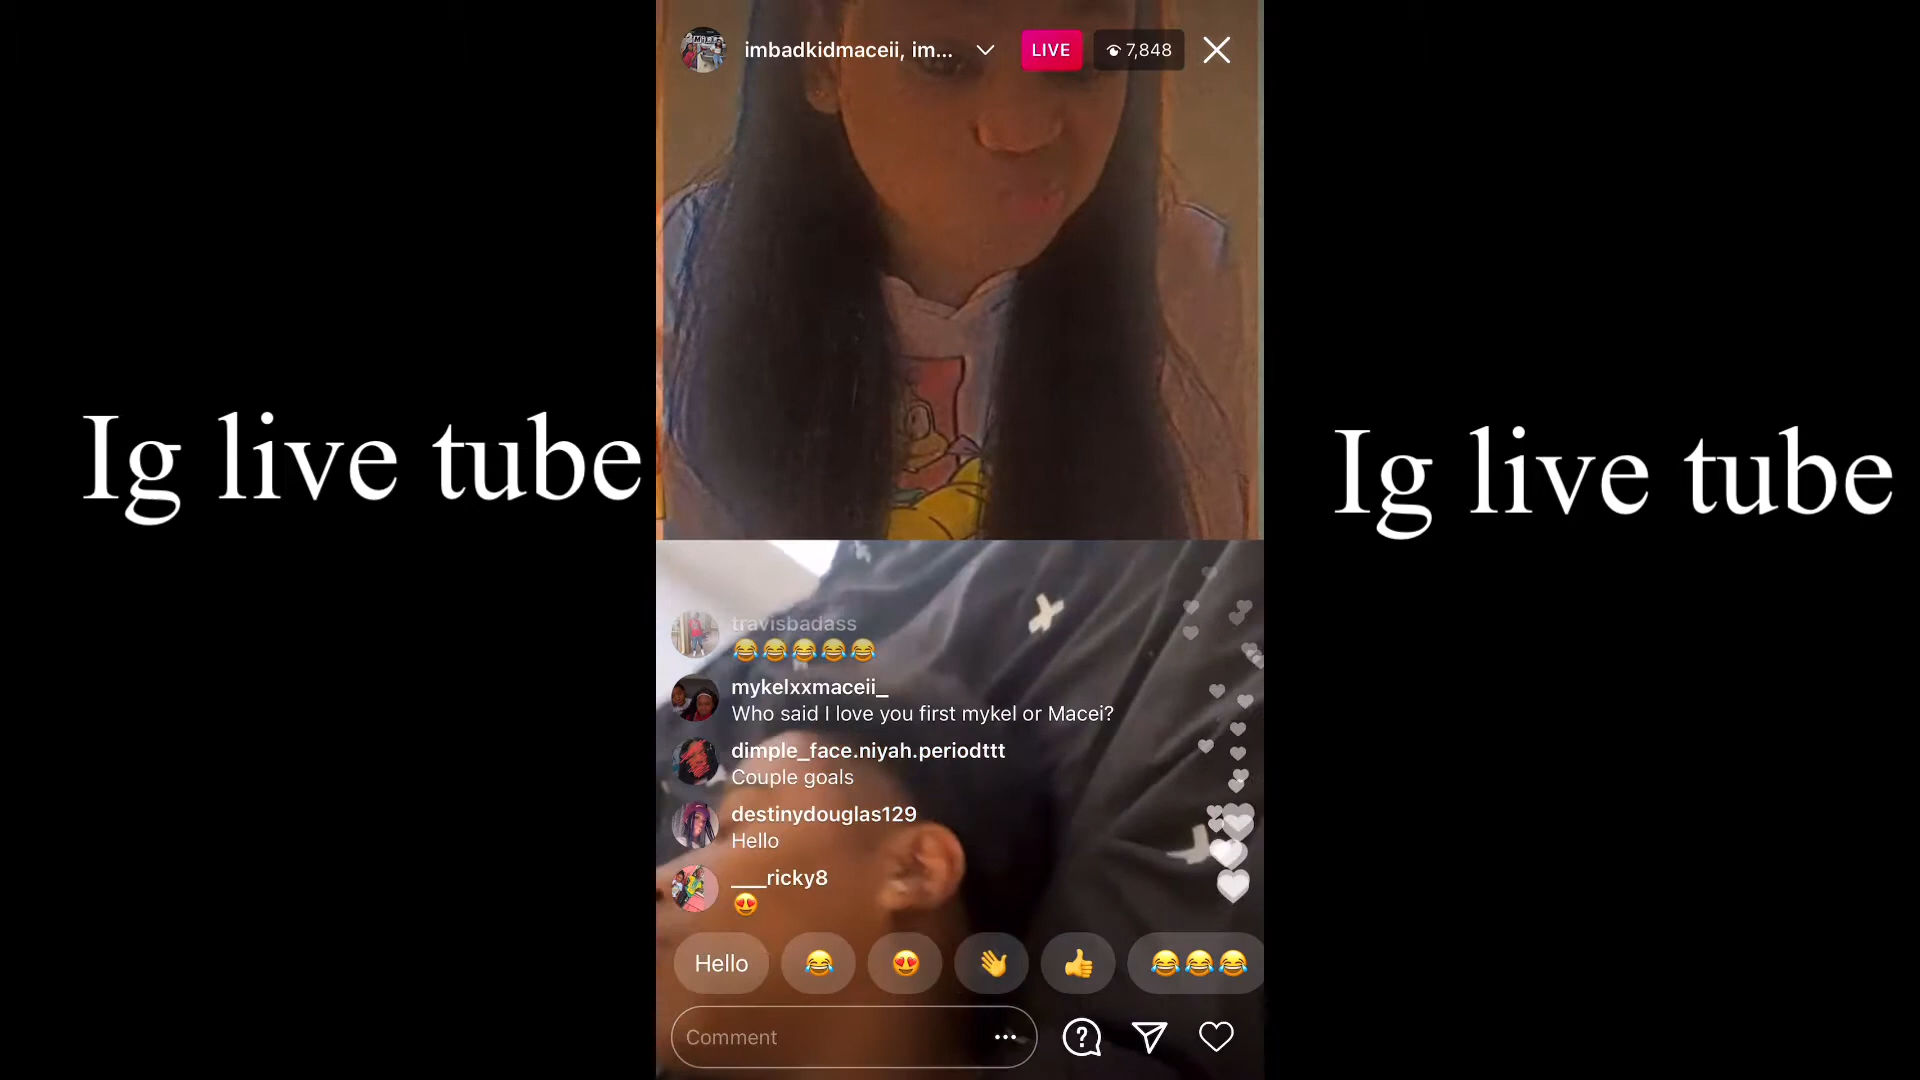 imbadkidmaceii, im...
LIVE
7,848
Ig live tube
Ig live tube
travisbadass
😂😂😂😂😂
mykelxxmaceii_
Who said I love you first mykel or Macei?
dimple_face.niyah.periodttt
Couple goals
destinydouglas129
Hello
____ricky8
😍
Hello 😂 😍 👋 👍 😂😂😂
Comment